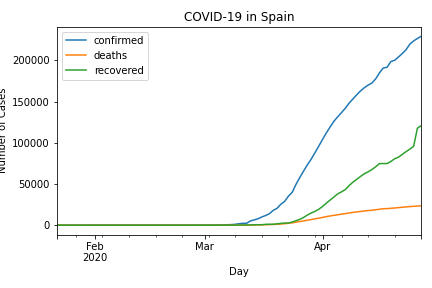 COVID-19 in Spain
confirmed
deaths
recovered
Number of Cases
200000
150000
100000
50000
0
Feb
2020
Mar
Apr
Day